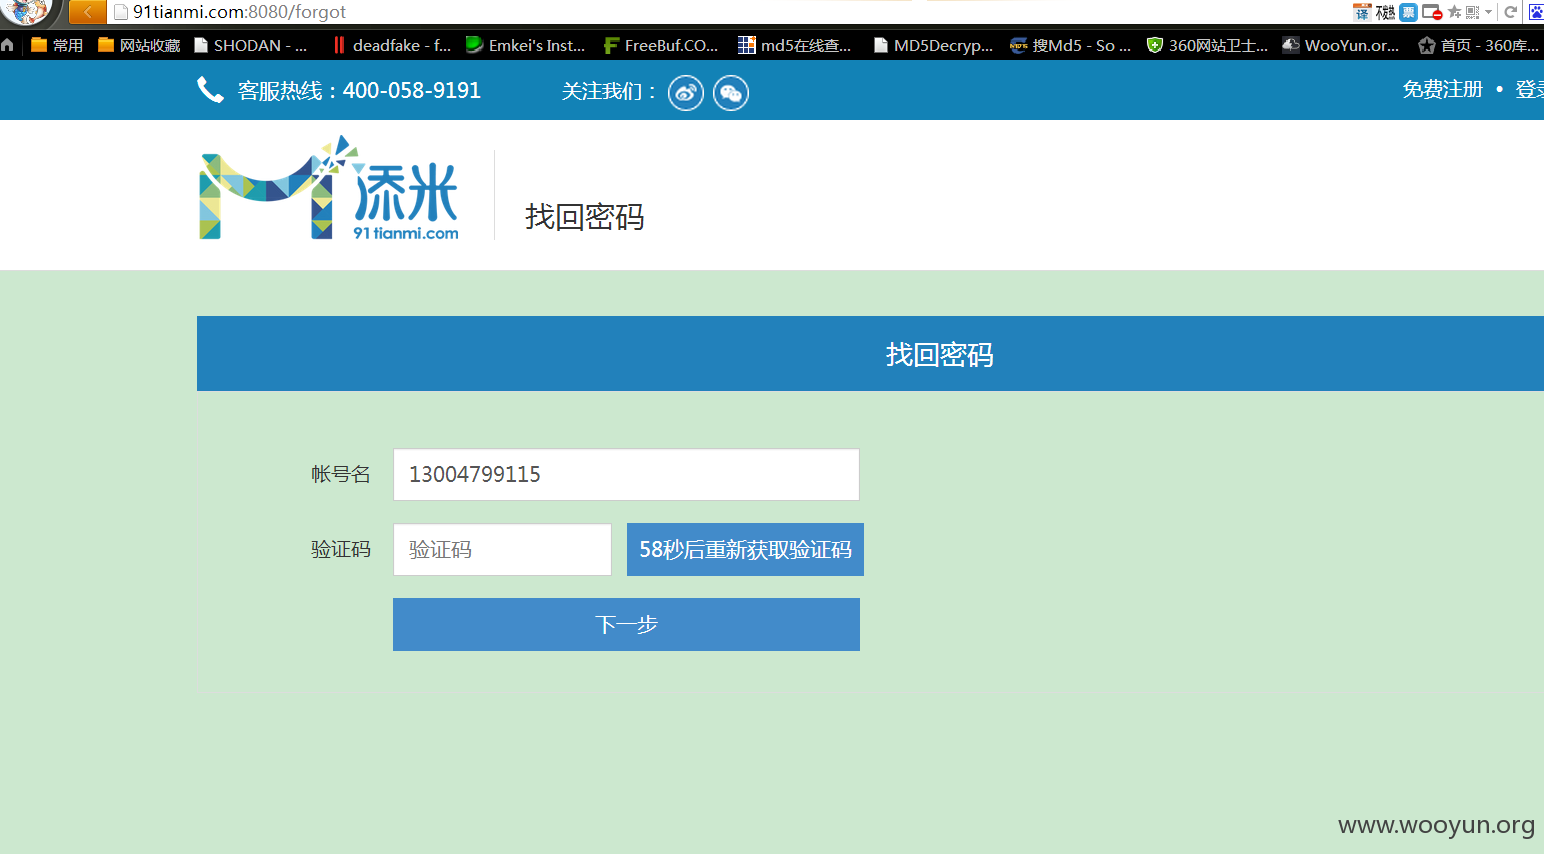 91tianmi.com:8080/forgot
译 不发热 票
常用 网站收藏 SHODAN - ... deadfake - f... Emkei's Inst... FreeBuf.CO... md5在线查... MD5Decryp... 搜Md5 - So ... 360网站卫士... WooYun.or... 首页 - 360库...
客服热线：400-058-9191 关注我们： 免费注册 • 登录
添米
91tianmi.com
找回密码
找回密码
帐号名 13004799115
验证码 验证码 58秒后重新获取验证码
下一步
www.wooyun.org